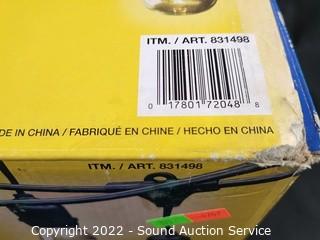 ITM. / ART. 831498
0 17801 72048 8
DE IN CHINA / FABRIQUÉ EN CHINE / HECHO EN CHINA
ITM. / ART. 831498
Copyright 2022 - Sound Auction Service